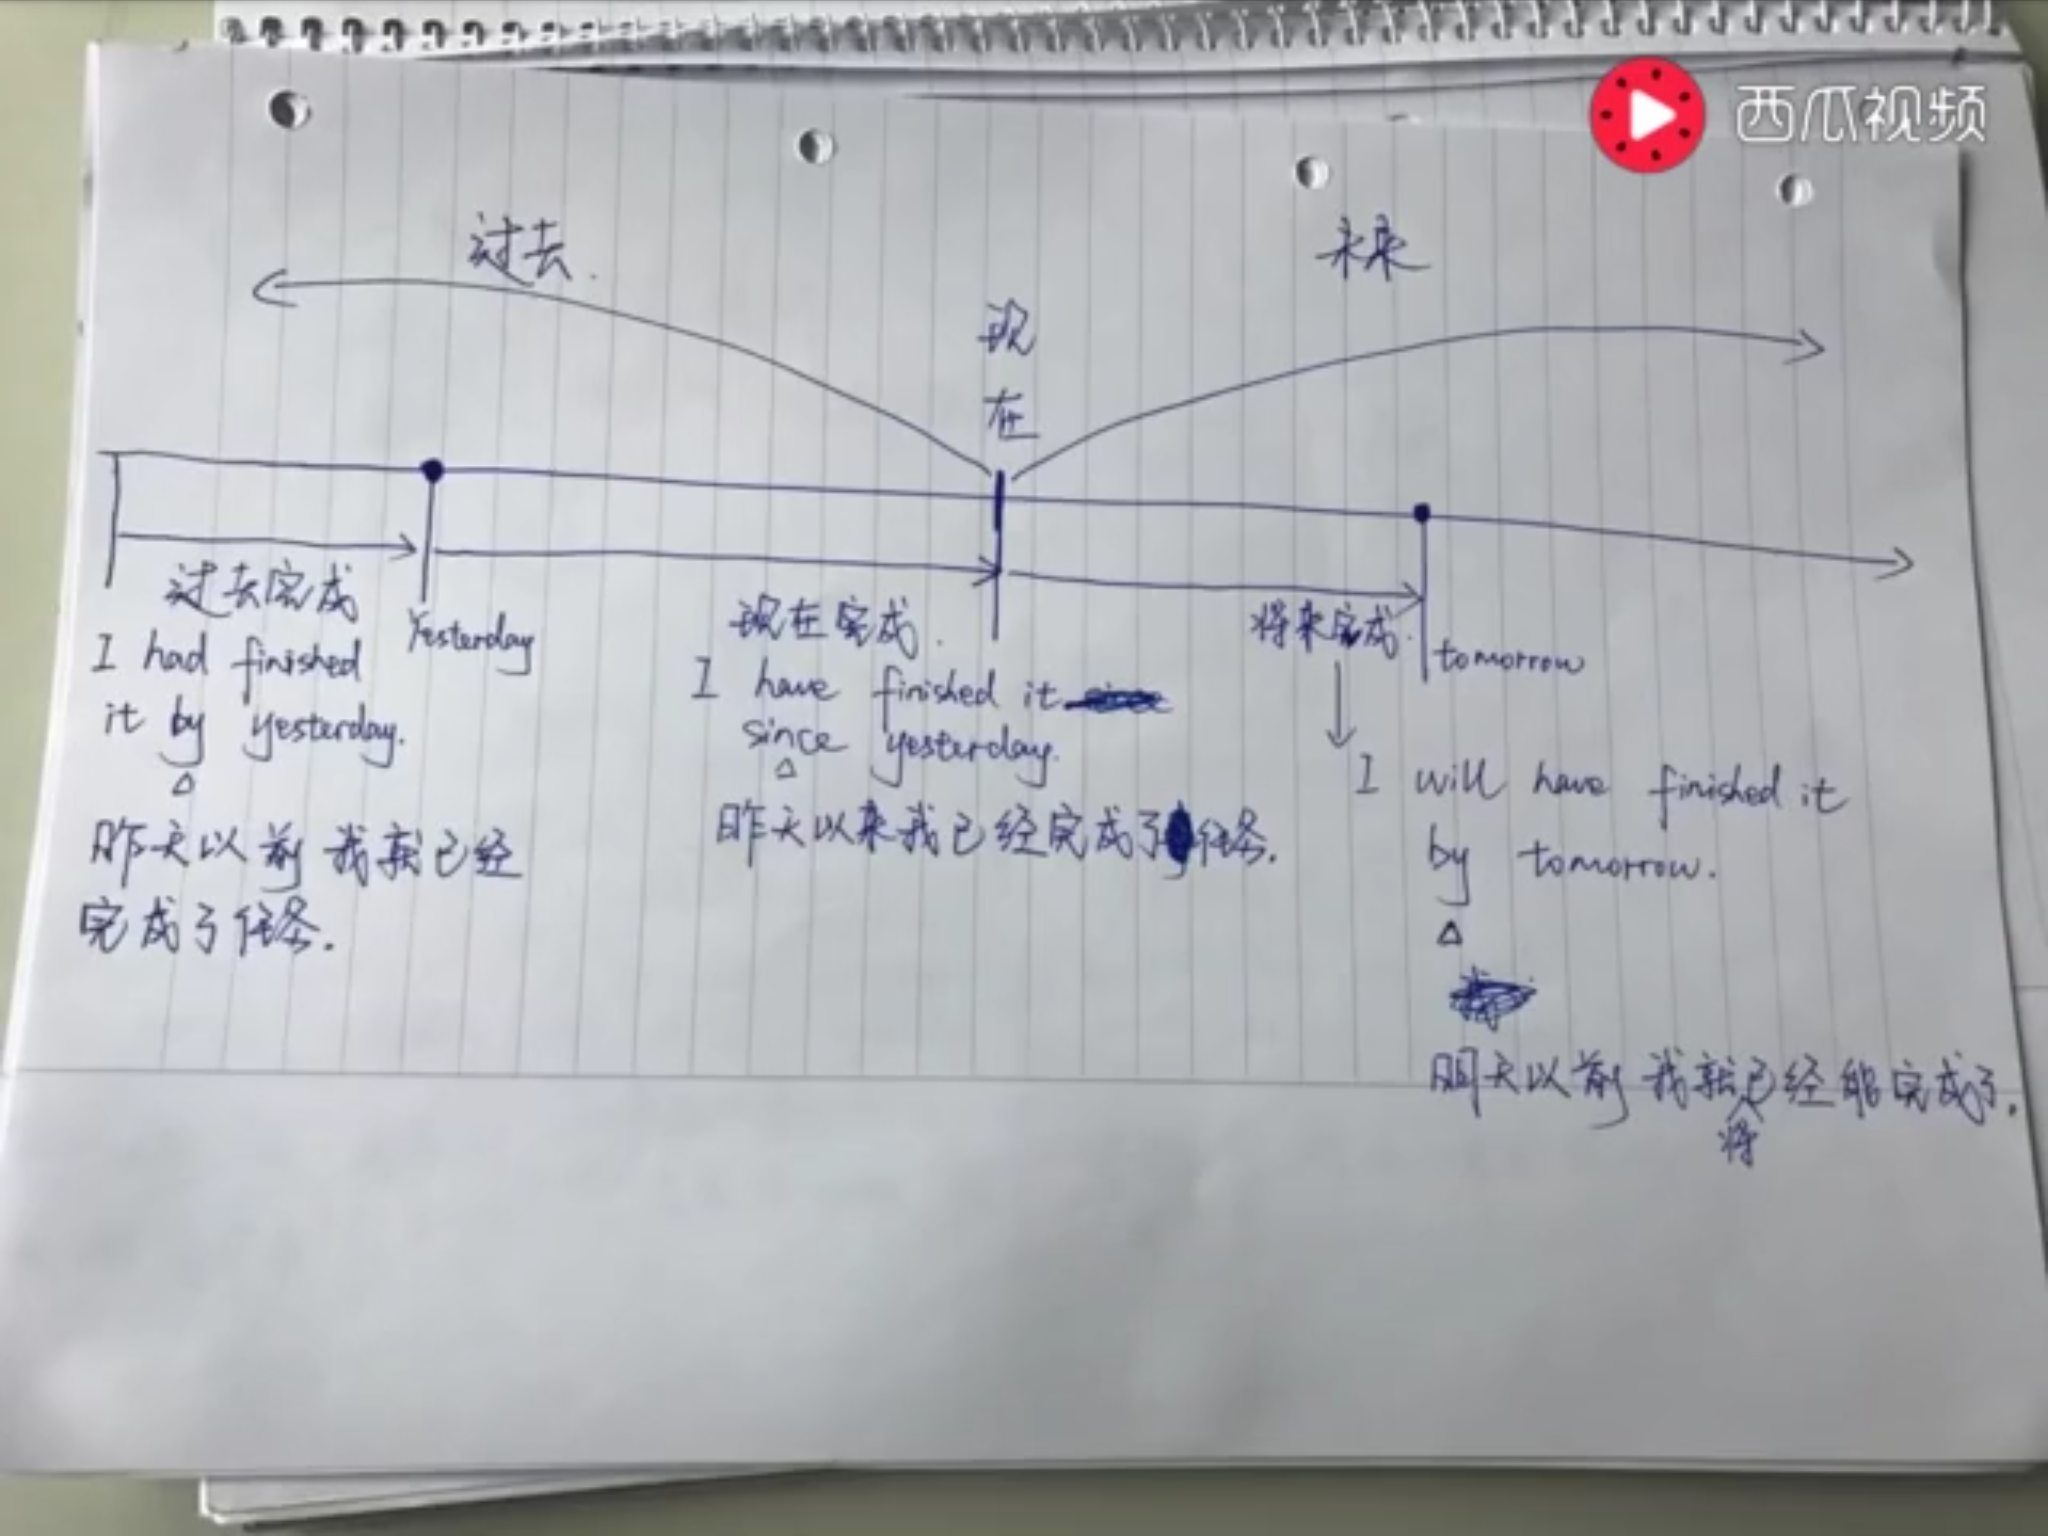 西瓜视频
过去.
未来
现
在
过去完成
Yesterday
I had finished
it by yesterday.
昨天以前我就已经
完成了任务.
现在完成.
I have finished it
since yesterday.
昨天以来我已经完成了任务.
将来完成.
tomorrow
I will have finished it
by tomorrow.
明天以前我就已经能完成了.
将